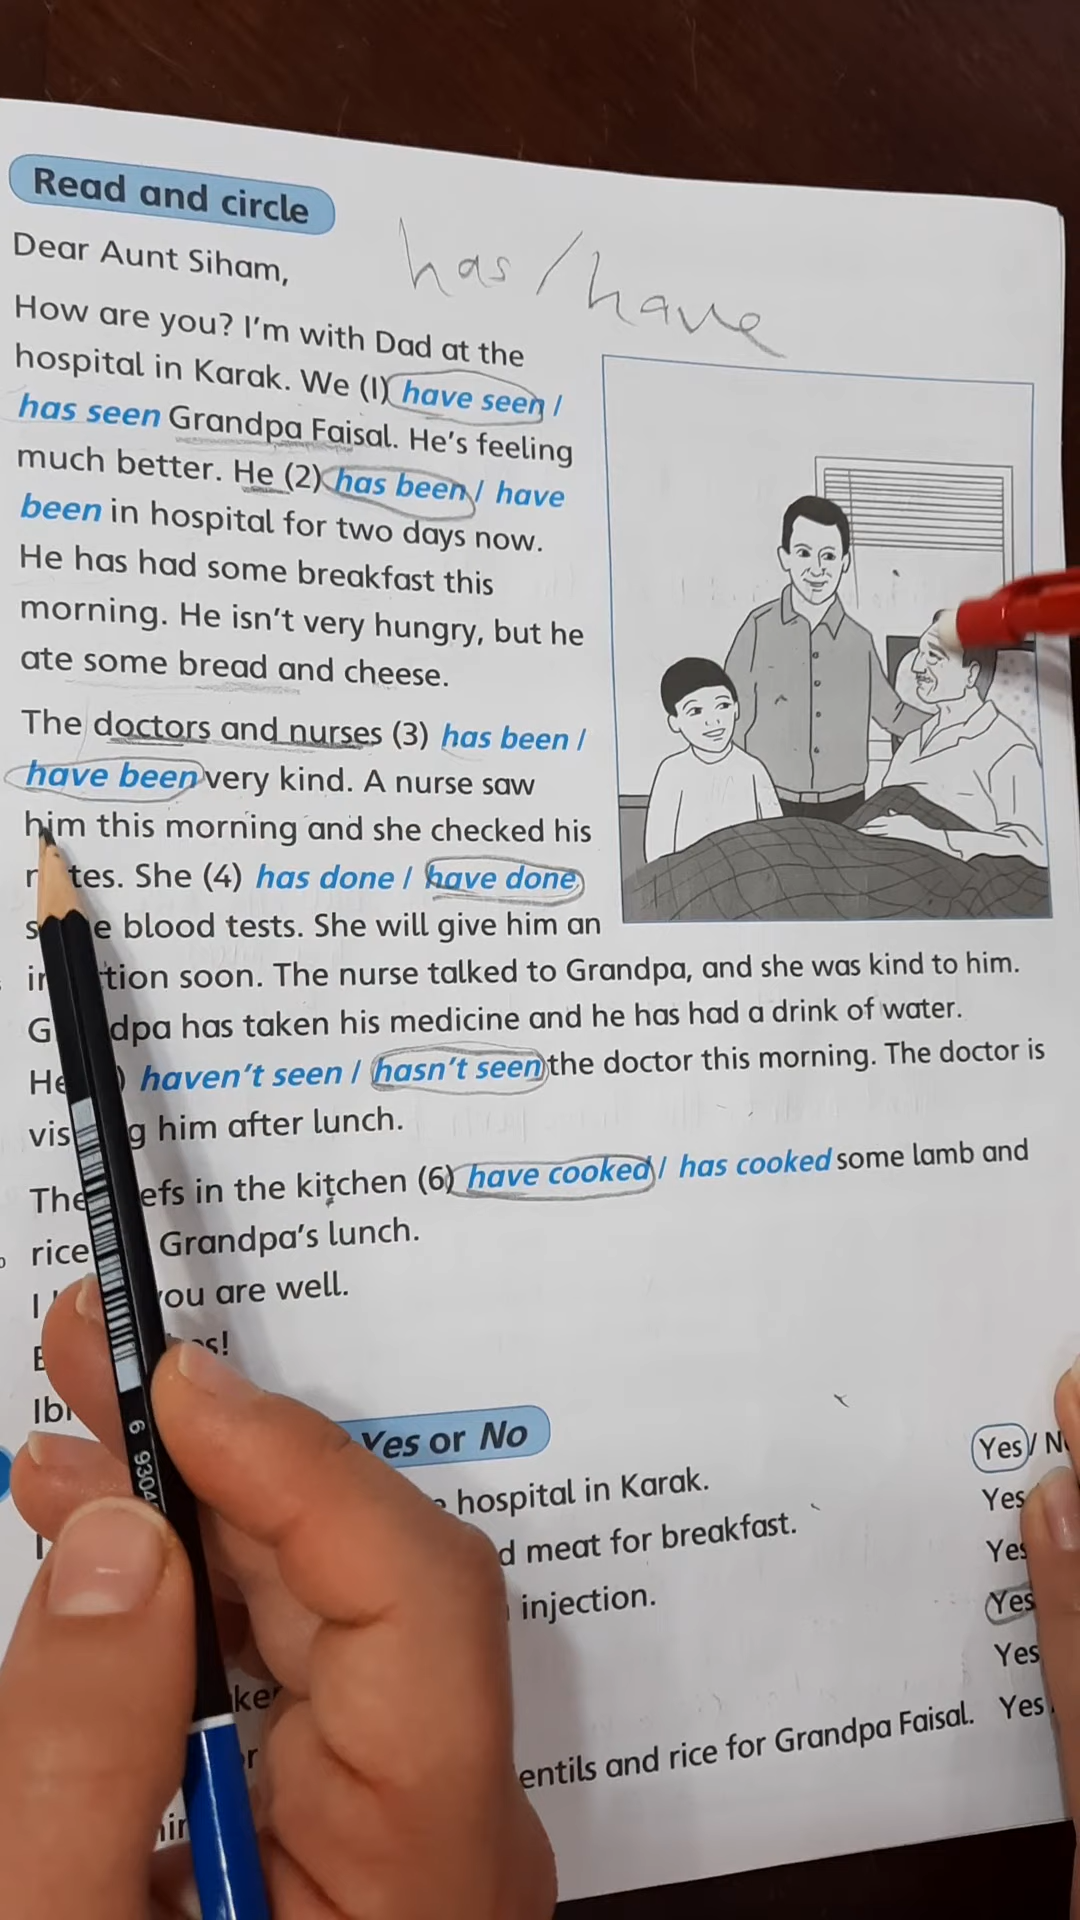 Read and circle
Dear Aunt Siham,
has / have
How are you? I'm with Dad at the
hospital in Karak. We (1) have seen /
has seen Grandpa Faisal. He's feeling
much better. He (2) has been / have
been in hospital for two days now.
He has had some breakfast this
morning. He isn't very hungry, but he
ate some bread and cheese.
The doctors and nurses (3) has been /
have been very kind. A nurse saw
him this morning and she checked his
She (4) has done / have done
blood tests. She will give him an
soon. The nurse talked to Grandpa, and she was kind to him.
has taken his medicine and he has had a drink of water.
He haven't seen / hasn't seen the doctor this morning. The doctor is
him after lunch.
The in the kitchen (6) have cooked / has cooked some lamb and
rice Grandpa's lunch.
I you are well.
Yes or No
hospital in Karak. Yes /
meat for breakfast. Yes
injection. Yes
Yes
Yes
and rice for Grandpa Faisal. Yes
6 930